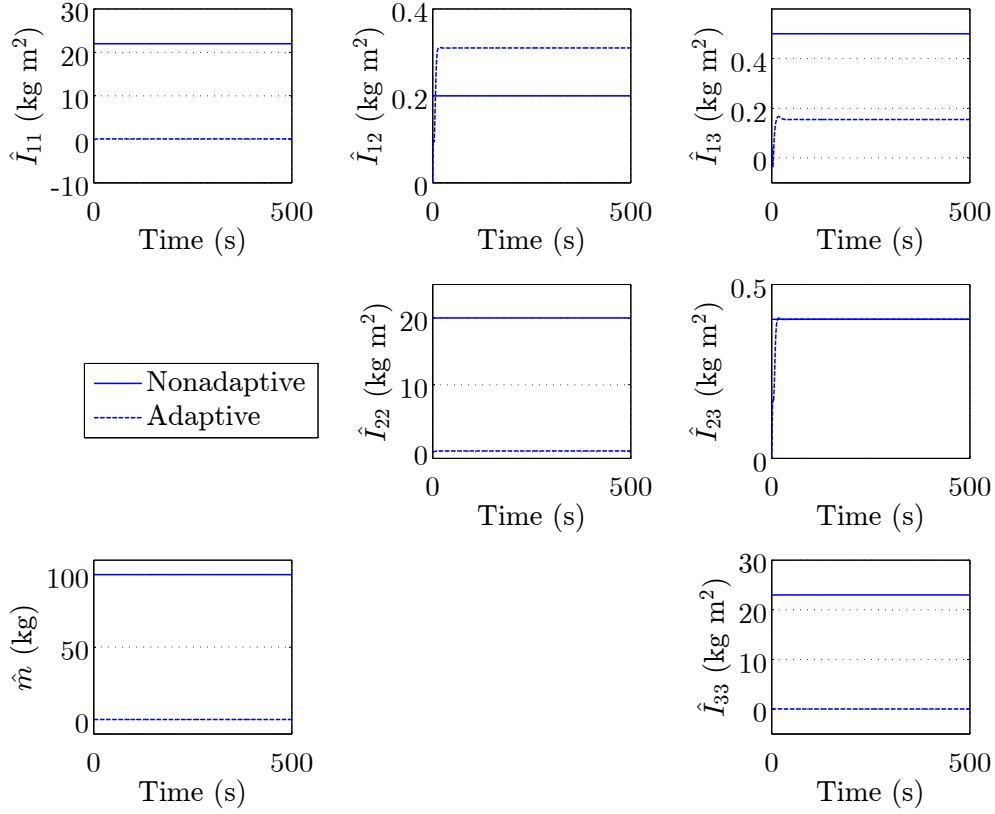 30
20
10
0
-10
Î11 (kg m²)
0 500
Time (s)
0.4
0.2
0
Î12 (kg m²)
0 500
Time (s)
0.4
0.2
0
Î13 (kg m²)
0 500
Time (s)
Nonadaptive
Adaptive
20
10
0
Î22 (kg m²)
0 500
Time (s)
0.5
0
Î23 (kg m²)
0 500
Time (s)
100
50
0
m̂ (kg)
0 500
Time (s)
30
20
10
0
Î33 (kg m²)
0 500
Time (s)